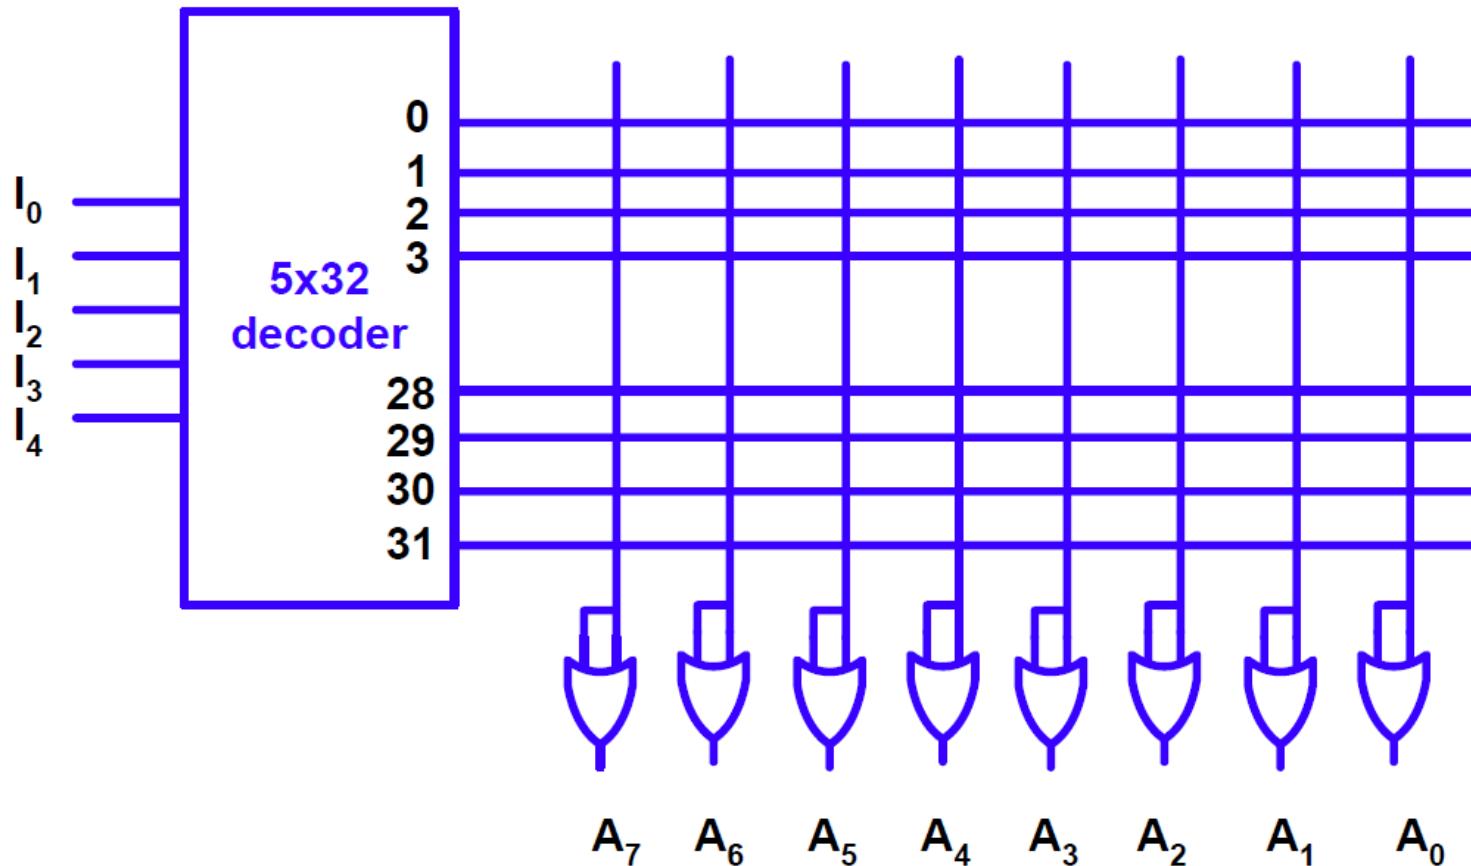 0
1
2
3
I₀
I₁
I₂
I₃
I₄
5x32
decoder
28
29
30
31
A₇ A₆ A₅ A₄ A₃ A₂ A₁ A₀